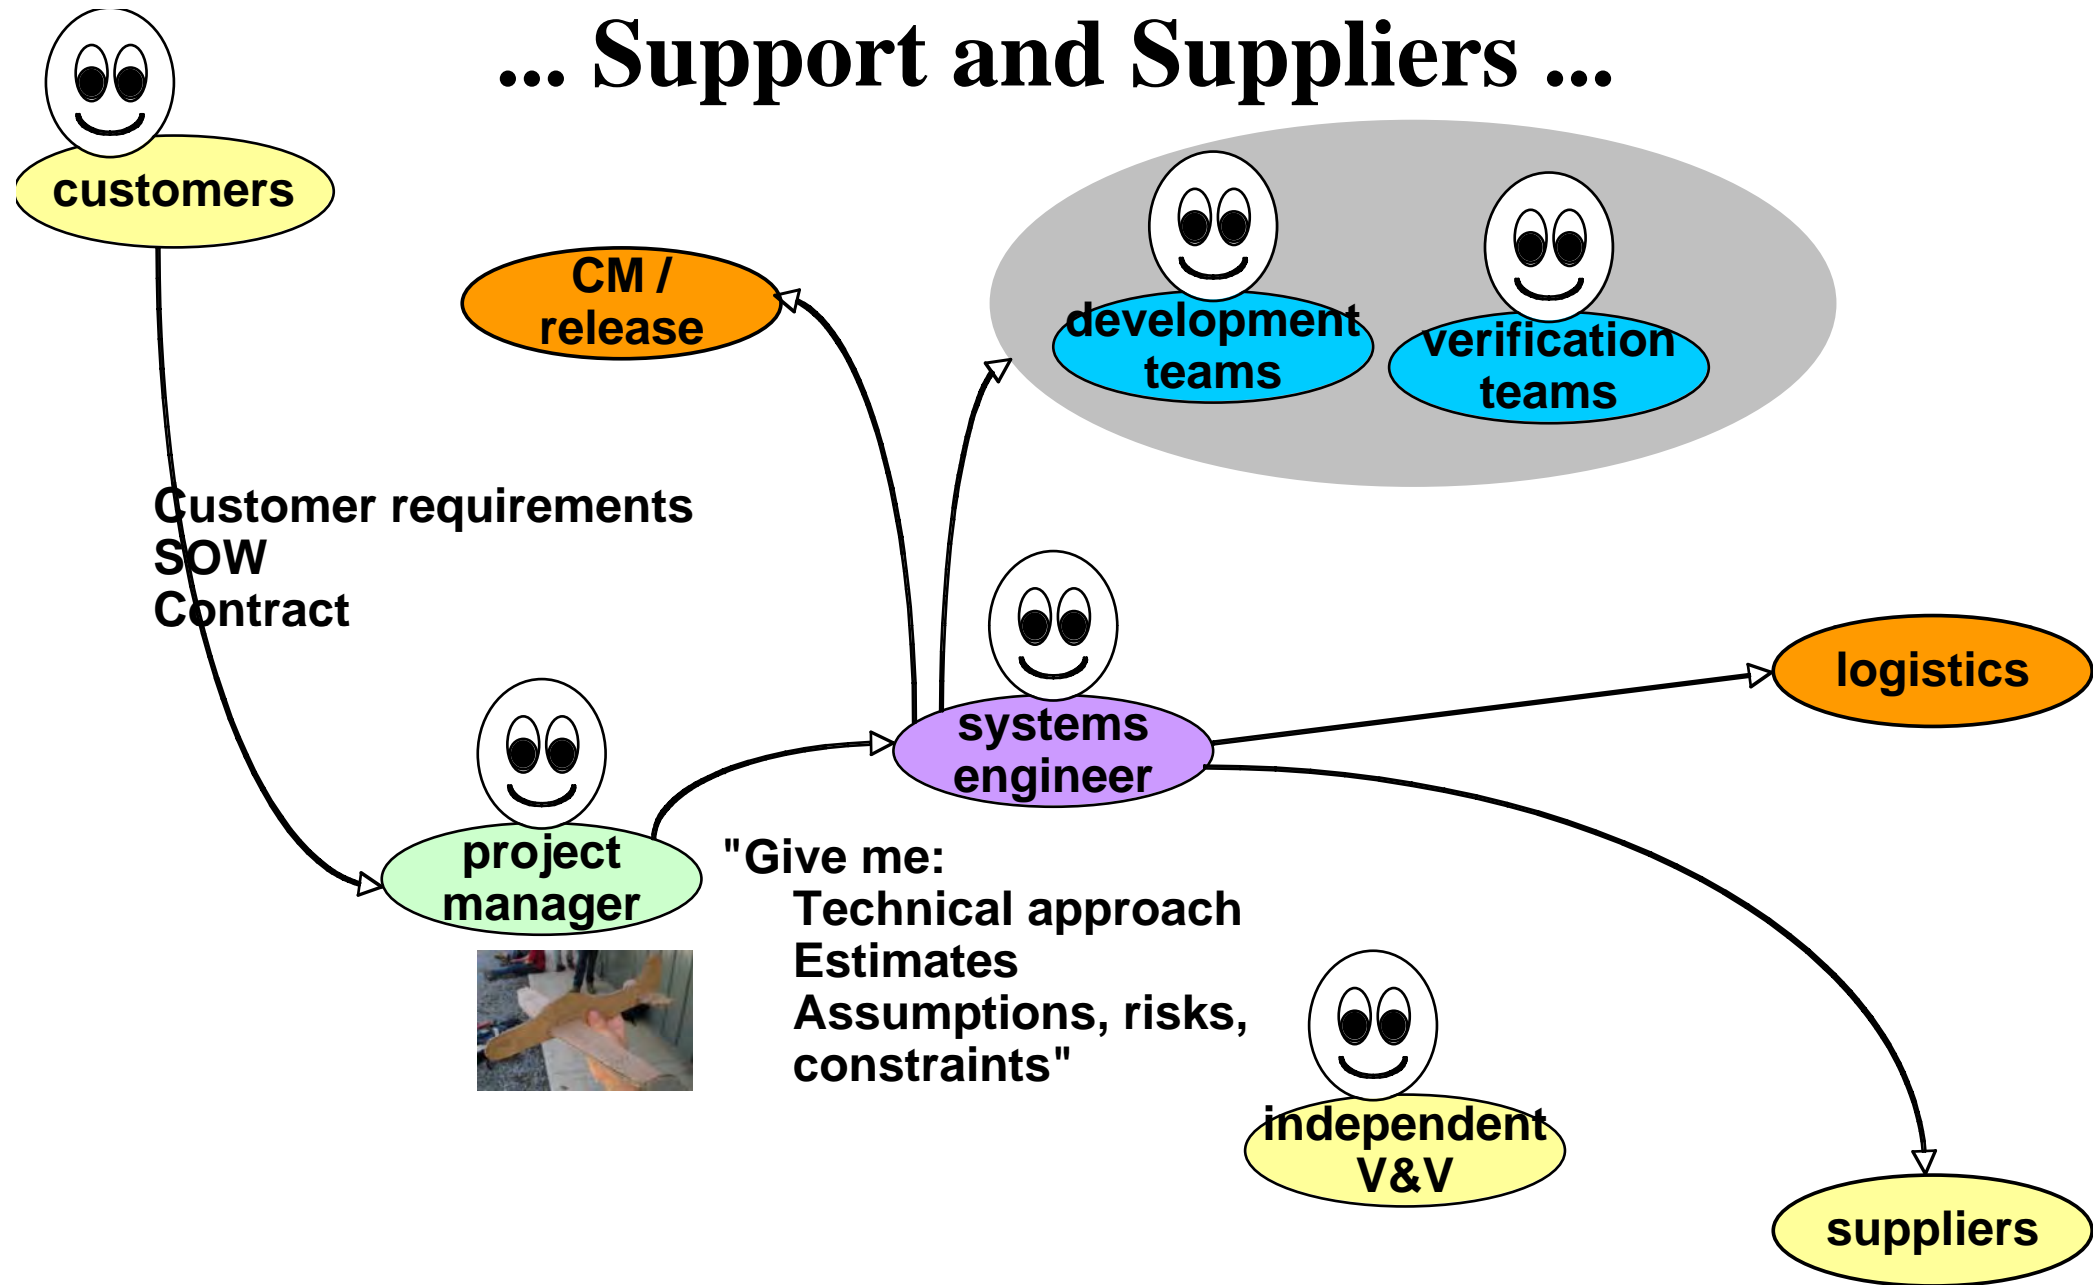 ... Support and Suppliers ...
customers
CM /
release
development
teams
verification
teams
Customer requirements
SOW
Contract
systems
engineer
logistics
project
manager
"Give me:
Technical approach
Estimates
Assumptions, risks,
constraints"
independent
V&V
suppliers